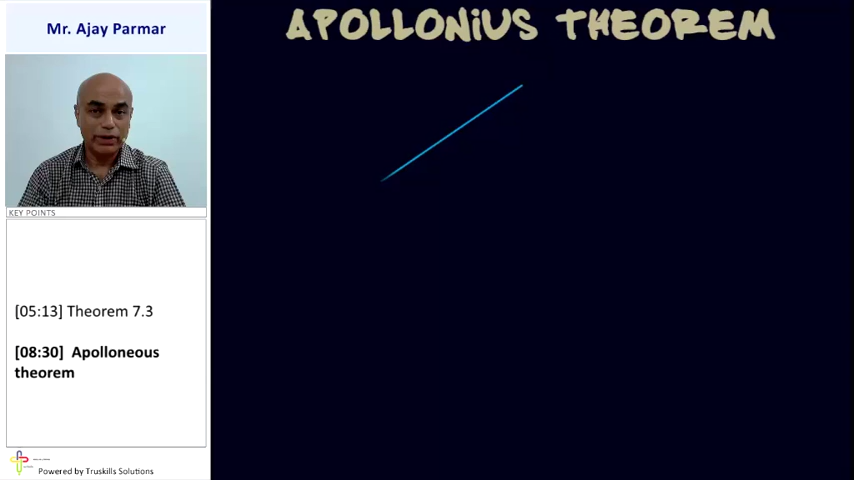 Mr. Ajay Parmar
APOLLONiUS THEOREM
KEY POINTS
[05:13] Theorem 7.3
[08:30] Apolloneous
theorem
Powered by Truskills Solutions